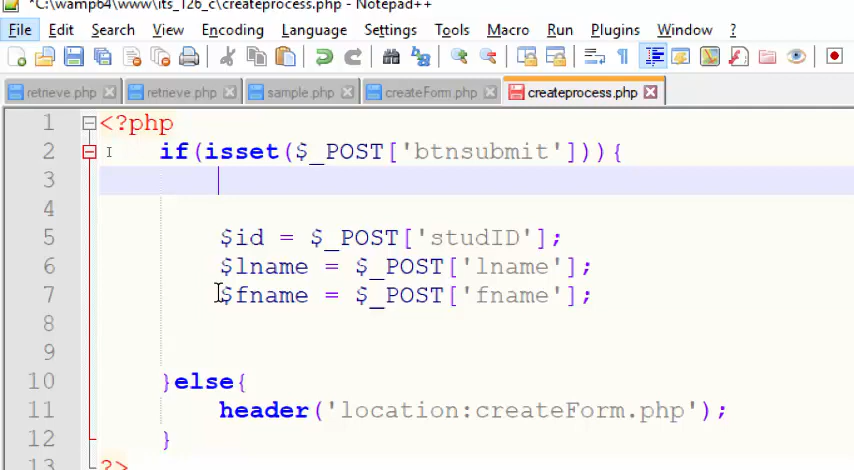 *C:\wamp64\www\its_126_c\createprocess.php - Notepad++
File Edit Search View Encoding Language Settings Tools Macro Run Plugins Window ?
retrieve.php retrieve.php sample.php createForm.php createprocess.php
1 <?php
2 if(isset($_POST['btnsubmit'])){
3
4
5 $id = $_POST['studID'];
6 $lname = $_POST['lname'];
7 $fname = $_POST['fname'];
8
9
10 }else{
11 header('location:createForm.php');
12 }
13 ?>